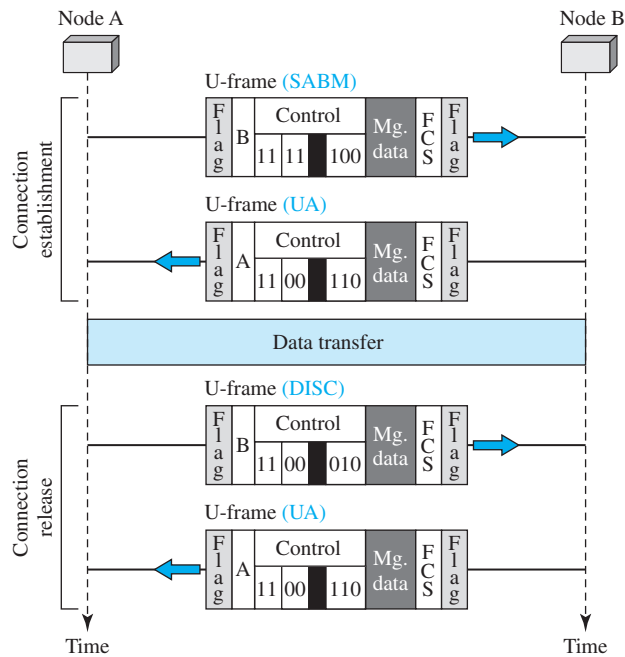 Node A
Node B
U-frame (SABM)
Connection
establishment
Flag
B
Control
11 11 100
Mg.
data
FCS
Flag
U-frame (UA)
Flag
A
Control
11 00 110
Mg.
data
FCS
Flag
Data transfer
U-frame (DISC)
Connection
release
Flag
B
Control
11 00 010
Mg.
data
FCS
Flag
U-frame (UA)
Flag
A
Control
11 00 110
Mg.
data
FCS
Flag
Time
Time